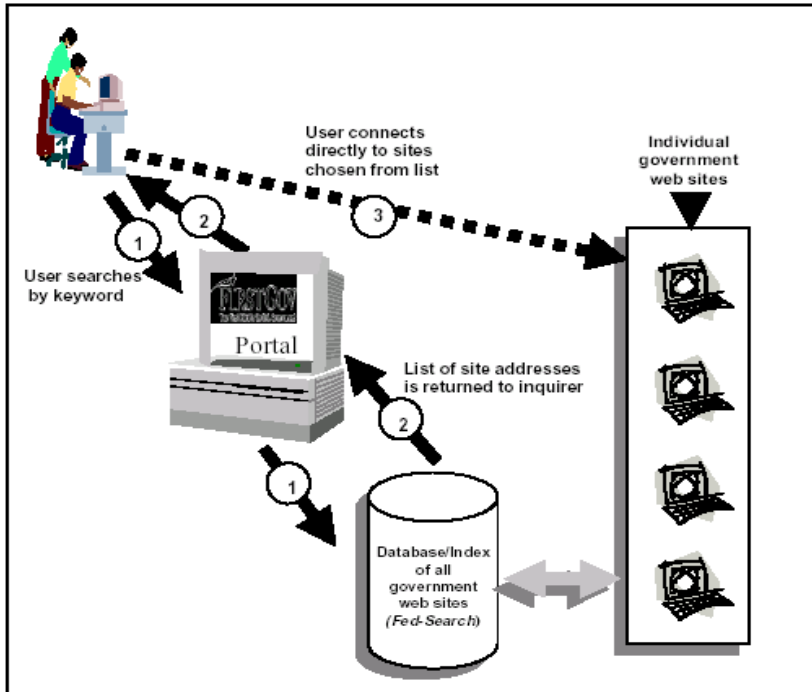 User connects
directly to sites
chosen from list
Individual
government
web sites
3
2
1
User searches
by keyword
FIRSTGOV
Portal
List of site addresses
is returned to inquirer
2
1
Database/Index
of all
government
web sites
(Fed-Search)